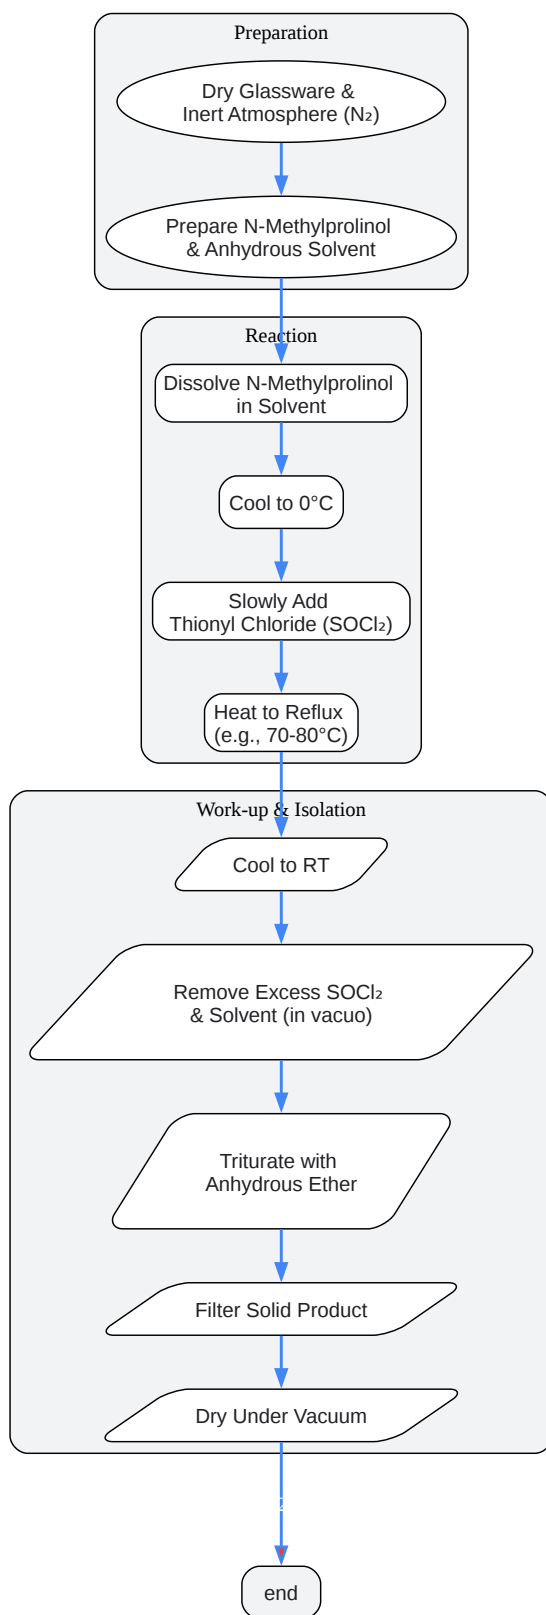 Preparation
Dry Glassware &
Inert Atmosphere (N₂)
Prepare N-Methylprolinol
& Anhydrous Solvent
Reaction
Dissolve N-Methylprolinol
in Solvent
Cool to 0°C
Slowly Add
Thionyl Chloride (SOCl₂)
Heat to Reflux
(e.g., 70-80°C)
Work-up & Isolation
Cool to RT
Remove Excess SOCl₂
& Solvent (in vacuo)
Triturate with
Anhydrous Ether
Filter Solid Product
Dry Under Vacuum
end